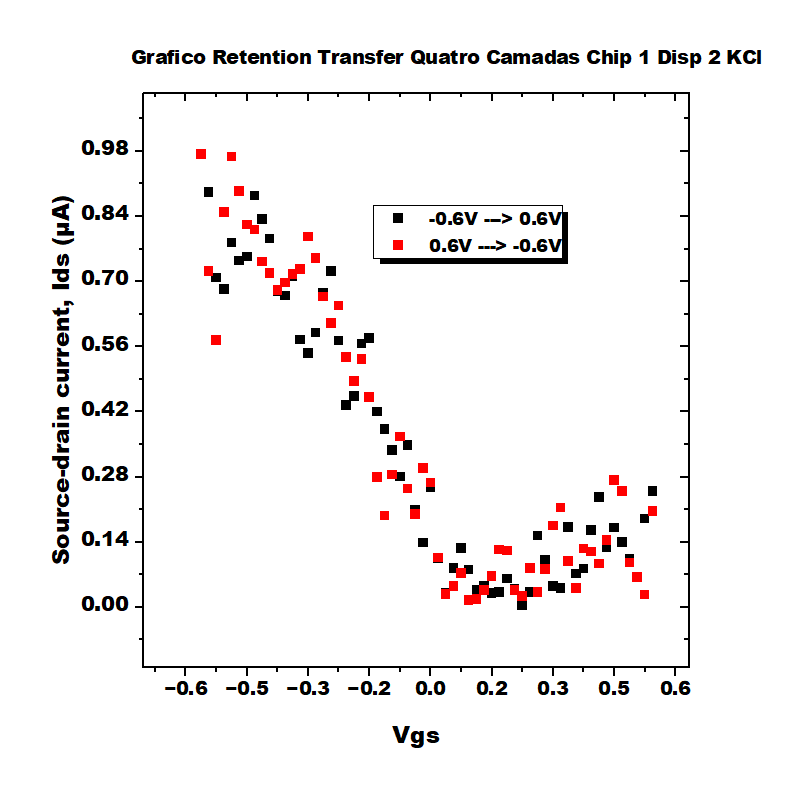 Grafico Retention Transfer Quatro Camadas Chip 1 Disp 2 KCl
-0.6V ---> 0.6V
0.6V ---> -0.6V
Source-drain current, Ids (µA)
0.98
0.84
0.70
0.56
0.42
0.28
0.14
0.00
−0.6 −0.5 −0.3 −0.2 0.0 0.2 0.3 0.5 0.6
Vgs